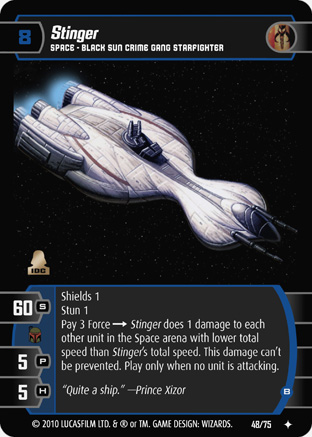 8
Stinger
SPACE • BLACK SUN CRIME GANG STARFIGHTER
IDC
60 S
Shields 1
Stun 1
Pay 3 Force → Stinger does 1 damage to each
other unit in the Space arena with lower total
speed than Stinger's total speed. This damage can't
be prevented. Play only when no unit is attacking.
5 P
5 H
"Quite a ship." —Prince Xizor
B
© 2010 LUCASFILM LTD. & ® or TM. GAME DESIGN: WIZARDS.
48/75